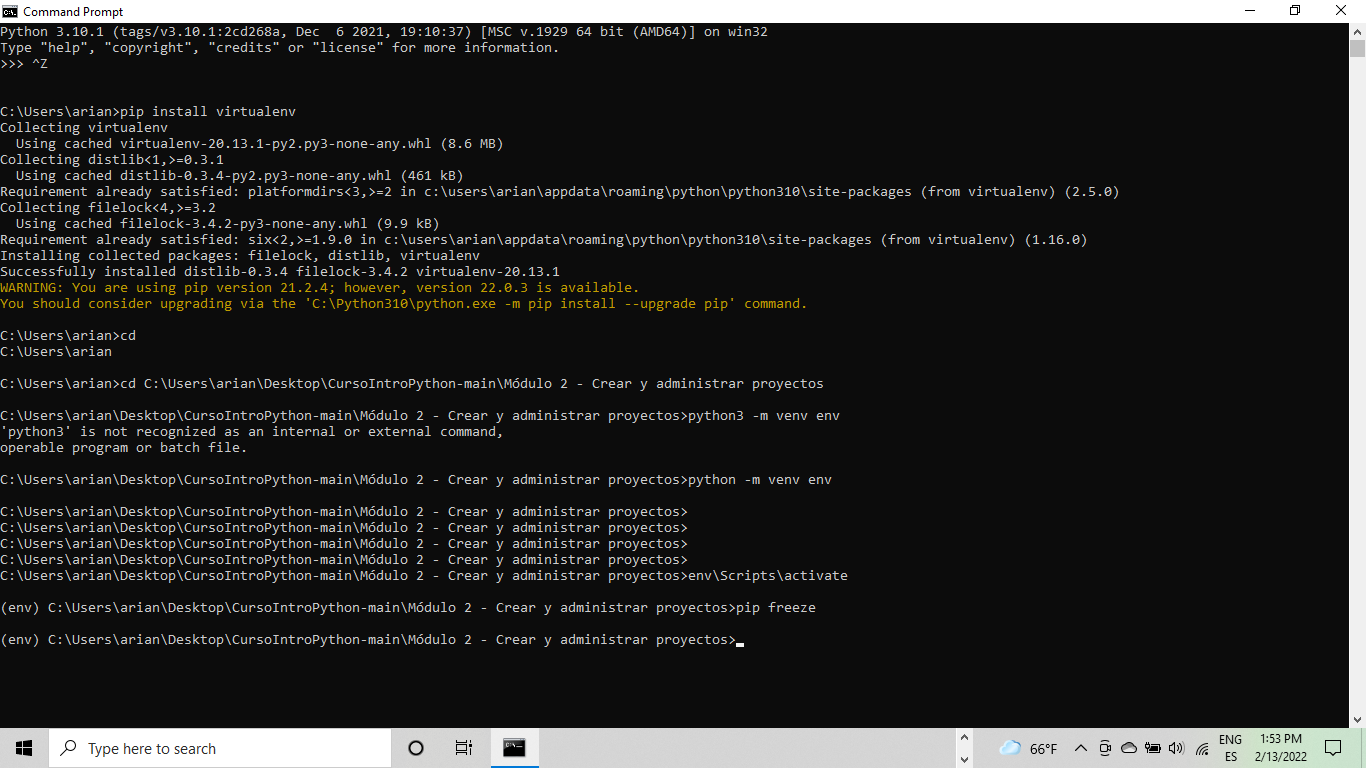 Command Prompt
Python 3.10.1 (tags/v3.10.1:2cd268a, Dec  6 2021, 19:10:37) [MSC v.1929 64 bit (AMD64)] on win32
Type "help", "copyright", "credits" or "license" for more information.
>>> ^Z
C:\Users\arian>pip install virtualenv
Collecting virtualenv
  Using cached virtualenv-20.13.1-py2.py3-none-any.whl (8.6 MB)
Collecting distlib<1,>=0.3.1
  Using cached distlib-0.3.4-py2.py3-none-any.whl (461 kB)
Requirement already satisfied: platformdirs<3,>=2 in c:\users\arian\appdata\roaming\python\python310\site-packages (from virtualenv) (2.5.0)
Collecting filelock<4,>=3.2
  Using cached filelock-3.4.2-py3-none-any.whl (9.9 kB)
Requirement already satisfied: six<2,>=1.9.0 in c:\users\arian\appdata\roaming\python\python310\site-packages (from virtualenv) (1.16.0)
Installing collected packages: filelock, distlib, virtualenv
Successfully installed distlib-0.3.4 filelock-3.4.2 virtualenv-20.13.1
WARNING: You are using pip version 21.2.4; however, version 22.0.3 is available.
You should consider upgrading via the 'C:\Python310\python.exe -m pip install --upgrade pip' command.
C:\Users\arian>cd
C:\Users\arian
C:\Users\arian>cd C:\Users\arian\Desktop\CursoIntroPython-main\Módulo 2 - Crear y administrar proyectos
C:\Users\arian\Desktop\CursoIntroPython-main\Módulo 2 - Crear y administrar proyectos>python3 -m venv env
'python3' is not recognized as an internal or external command,
operable program or batch file.
C:\Users\arian\Desktop\CursoIntroPython-main\Módulo 2 - Crear y administrar proyectos>python -m venv env
C:\Users\arian\Desktop\CursoIntroPython-main\Módulo 2 - Crear y administrar proyectos>
C:\Users\arian\Desktop\CursoIntroPython-main\Módulo 2 - Crear y administrar proyectos>
C:\Users\arian\Desktop\CursoIntroPython-main\Módulo 2 - Crear y administrar proyectos>
C:\Users\arian\Desktop\CursoIntroPython-main\Módulo 2 - Crear y administrar proyectos>
C:\Users\arian\Desktop\CursoIntroPython-main\Módulo 2 - Crear y administrar proyectos>env\Scripts\activate
(env) C:\Users\arian\Desktop\CursoIntroPython-main\Módulo 2 - Crear y administrar proyectos>pip freeze
(env) C:\Users\arian\Desktop\CursoIntroPython-main\Módulo 2 - Crear y administrar proyectos>
Type here to search
66°F
ENG
ES
1:53 PM
2/13/2022